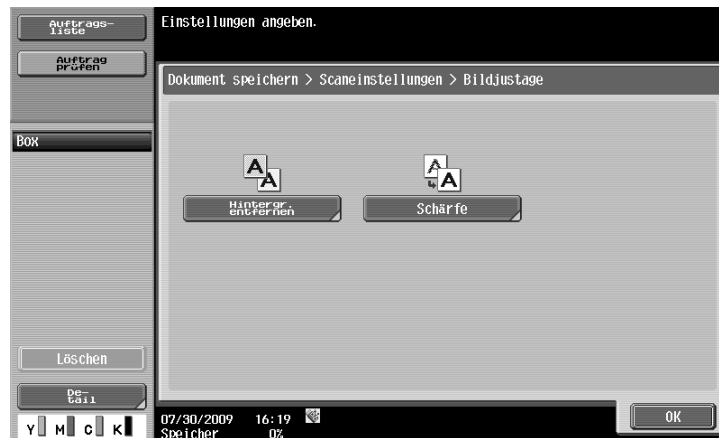 Auftrags-
liste
Auftrag
prüfen
Box
Löschen
De-
tail
Y M C K
Einstellungen angeben.
Dokument speichern > Scaneinstellungen > Bildjustage
A A
A A
Hintergr.
entfernen
Schärfe
07/30/2009 16:19
Speicher 0%
OK